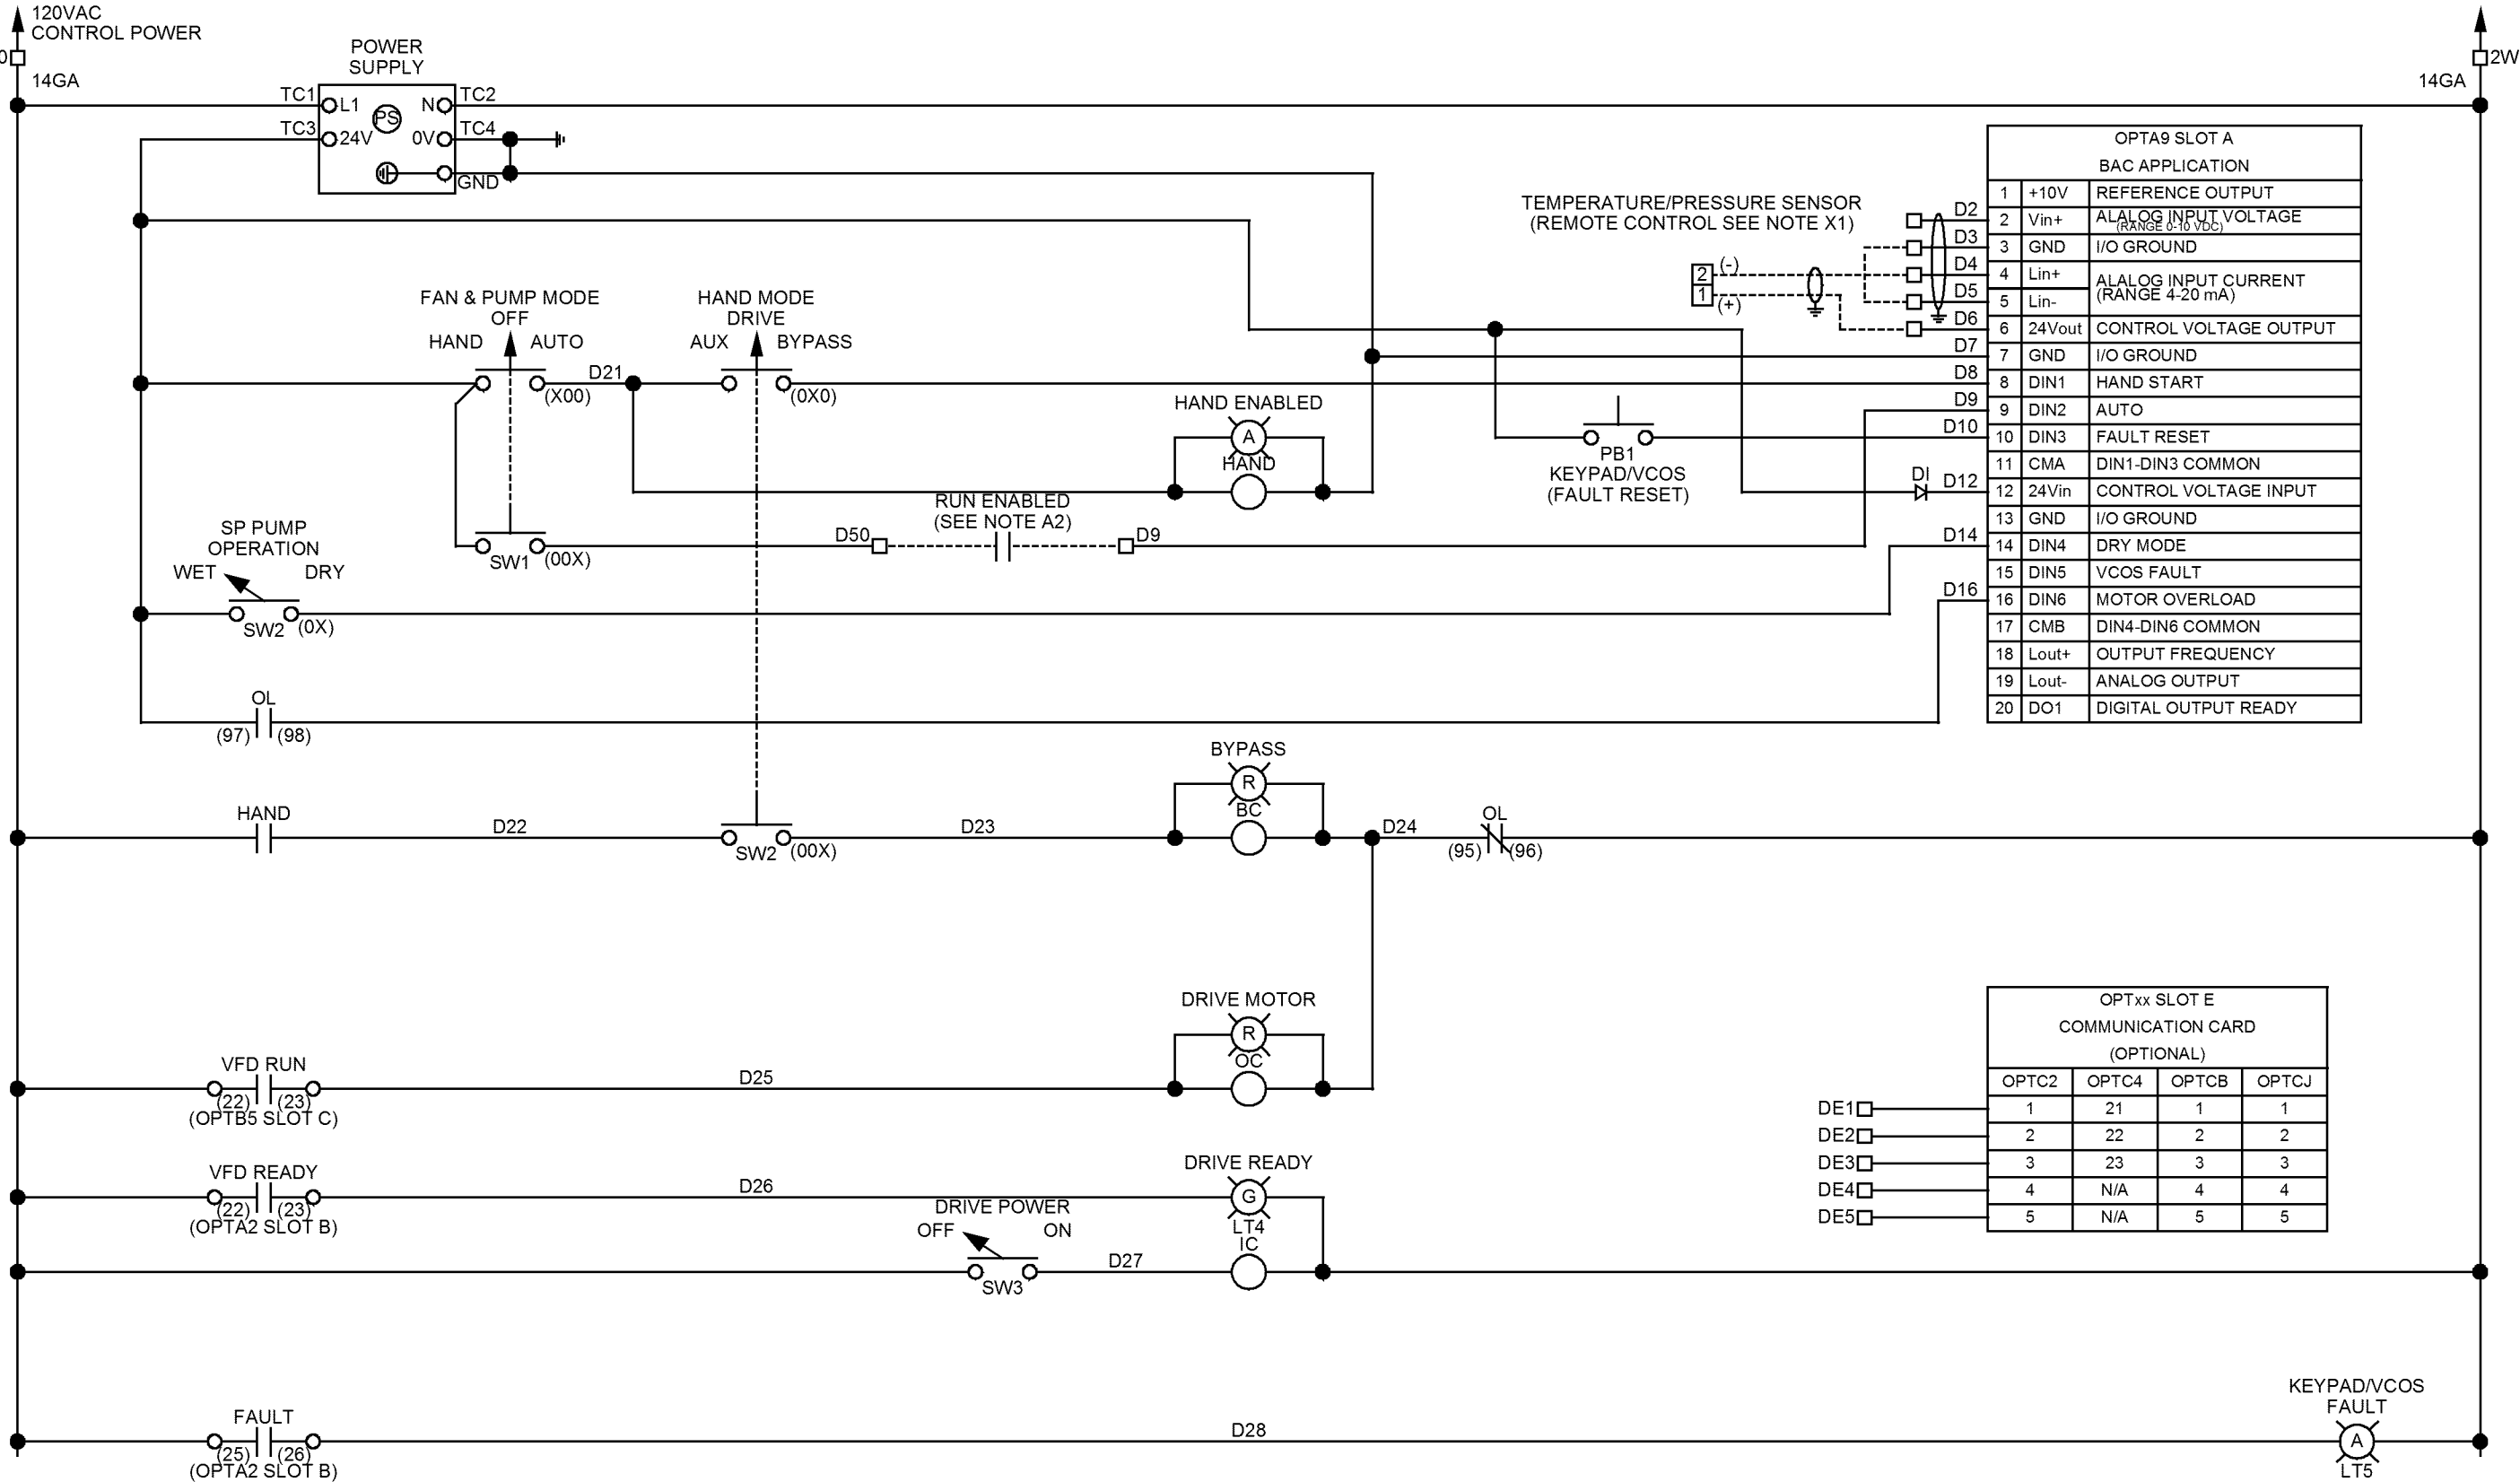 120VAC
CONTROL POWER
0
14GA
POWER
SUPPLY
TC1
L1
PS
N
TC2
TC3
24V
0V
TC4
GND
2W
14GA
OPTA9 SLOT A
BAC APPLICATION
1 +10V REFERENCE OUTPUT
D2 2 Vin+ ALALOG INPUT VOLTAGE
(RANGE 0-10 VDC)
D3 3 GND I/O GROUND
D4 4 Lin+ ALALOG INPUT CURRENT
D5 5 Lin- (RANGE 4-20 mA)
D6 6 24Vout CONTROL VOLTAGE OUTPUT
D7 7 GND I/O GROUND
D8 8 DIN1 HAND START
D9 9 DIN2 AUTO
D10 10 DIN3 FAULT RESET
11 CMA DIN1-DIN3 COMMON
D12 12 24Vin CONTROL VOLTAGE INPUT
13 GND I/O GROUND
D14 14 DIN4 DRY MODE
15 DIN5 VCOS FAULT
D16 16 DIN6 MOTOR OVERLOAD
17 CMB DIN4-DIN6 COMMON
18 Lout+ OUTPUT FREQUENCY
19 Lout- ANALOG OUTPUT
20 DO1 DIGITAL OUTPUT READY
TEMPERATURE/PRESSURE SENSOR
(REMOTE CONTROL SEE NOTE X1)
2 (-)
1 (+)
FAN & PUMP MODE
OFF
HAND AUTO
D21
(X00)
HAND MODE
DRIVE
AUX BYPASS
(0X0)
HAND ENABLED
A
HAND
PB1
KEYPAD/VCOS
(FAULT RESET)
DI
RUN ENABLED
(SEE NOTE A2)
D50
D9
SW1 (00X)
SP PUMP
OPERATION
WET DRY
SW2 (0X)
OL
(97) (98)
BYPASS
R
BC
HAND
D22
SW2 (00X)
D23
D24
OL
(95) (96)
DRIVE MOTOR
R
OC
VFD RUN
(22) (23)
(OPTB5 SLOT C)
D25
VFD READY
(22) (23)
(OPTA2 SLOT B)
D26
DRIVE READY
G
LT4
DRIVE POWER
OFF ON
SW3
D27
IC
OPTxx SLOT E
COMMUNICATION CARD
(OPTIONAL)
OPTC2 OPTC4 OPTCB OPTCJ
DE1 1 21 1 1
DE2 2 22 2 2
DE3 3 23 3 3
DE4 4 N/A 4 4
DE5 5 N/A 5 5
FAULT
(25) (26)
(OPTA2 SLOT B)
D28
KEYPAD/VCOS
FAULT
A
LT5